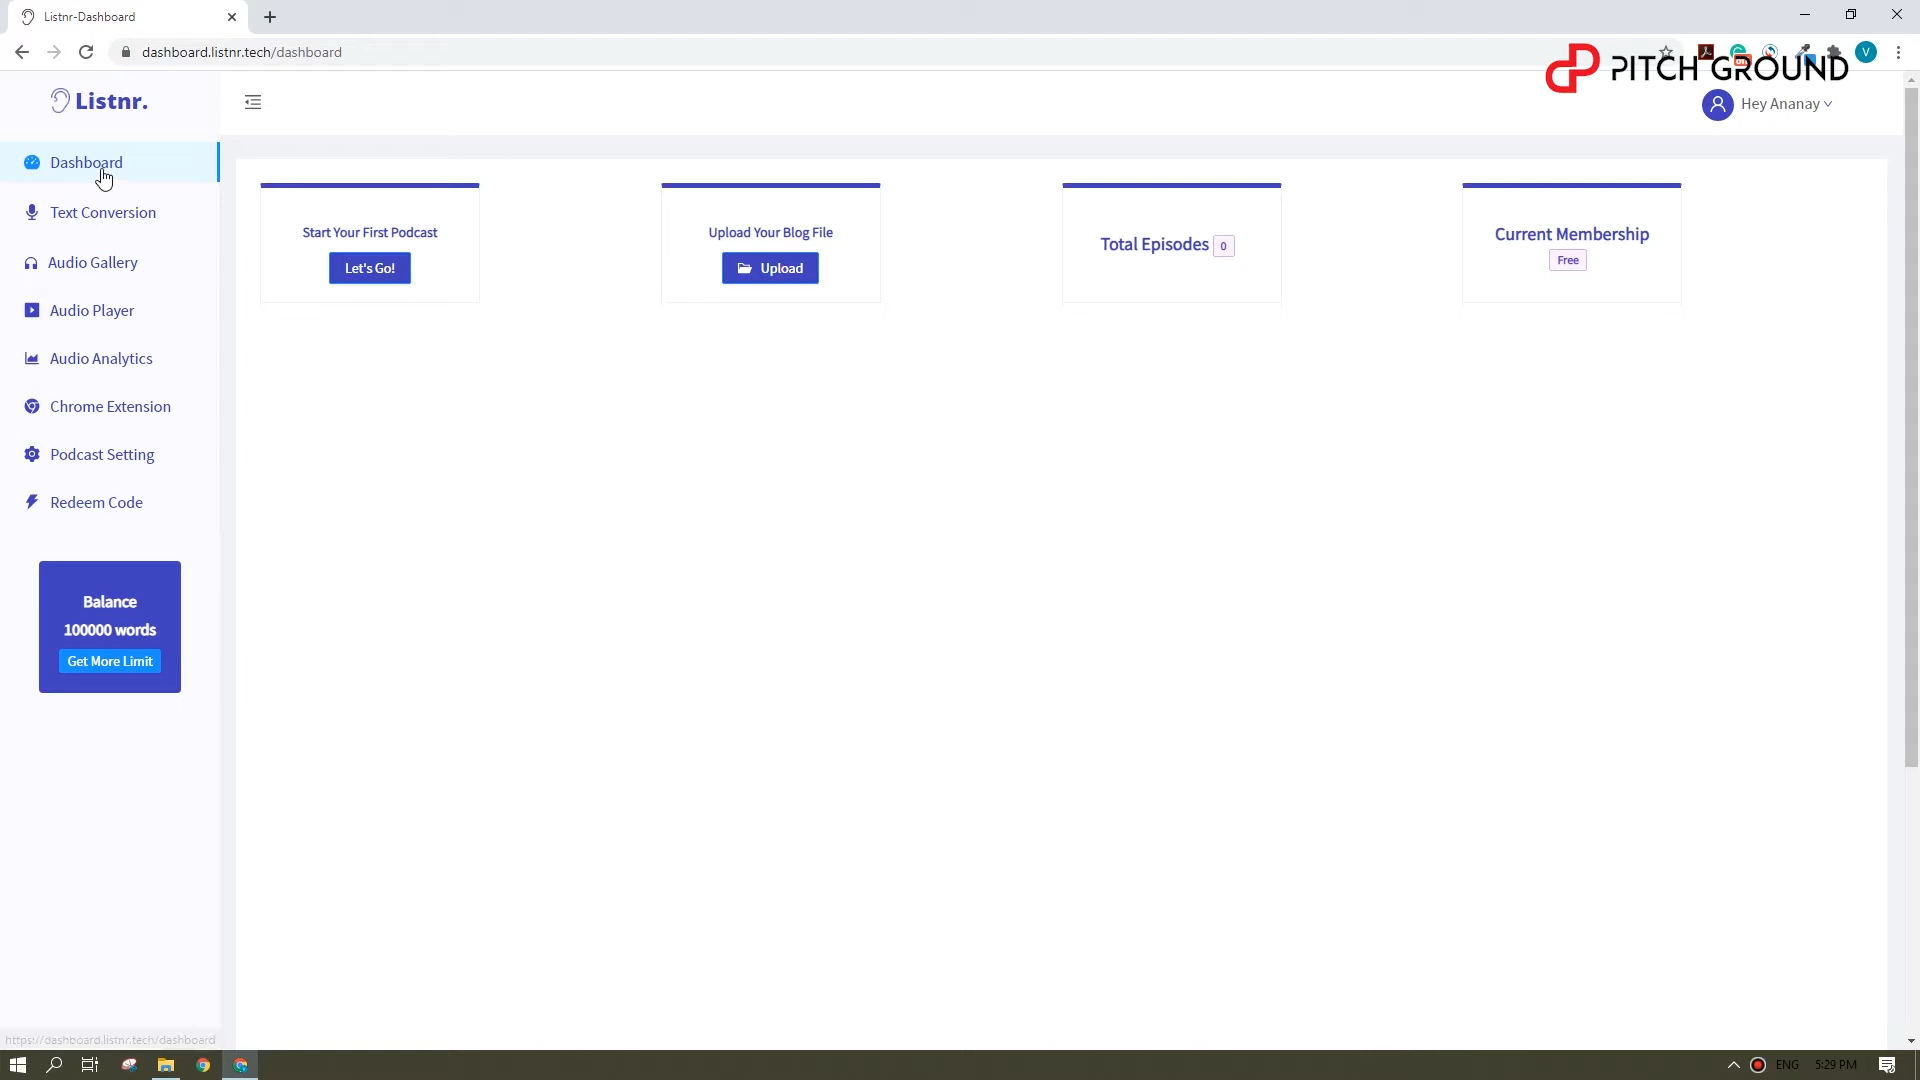 Listnr-Dashboard
dashboard.listnr.tech/dashboard
V
PITCH GROUND
Listnr.
Hey Ananay
Dashboard
Text Conversion
Audio Gallery
Audio Player
Audio Analytics
Chrome Extension
Podcast Setting
Redeem Code
Balance
100000 words
Get More Limit
Start Your First Podcast
Let's Go!
Upload Your Blog File
Upload
Total Episodes 0
Current Membership
Free
https://dashboard.listnr.tech/dashboard
ENG
5:29 PM